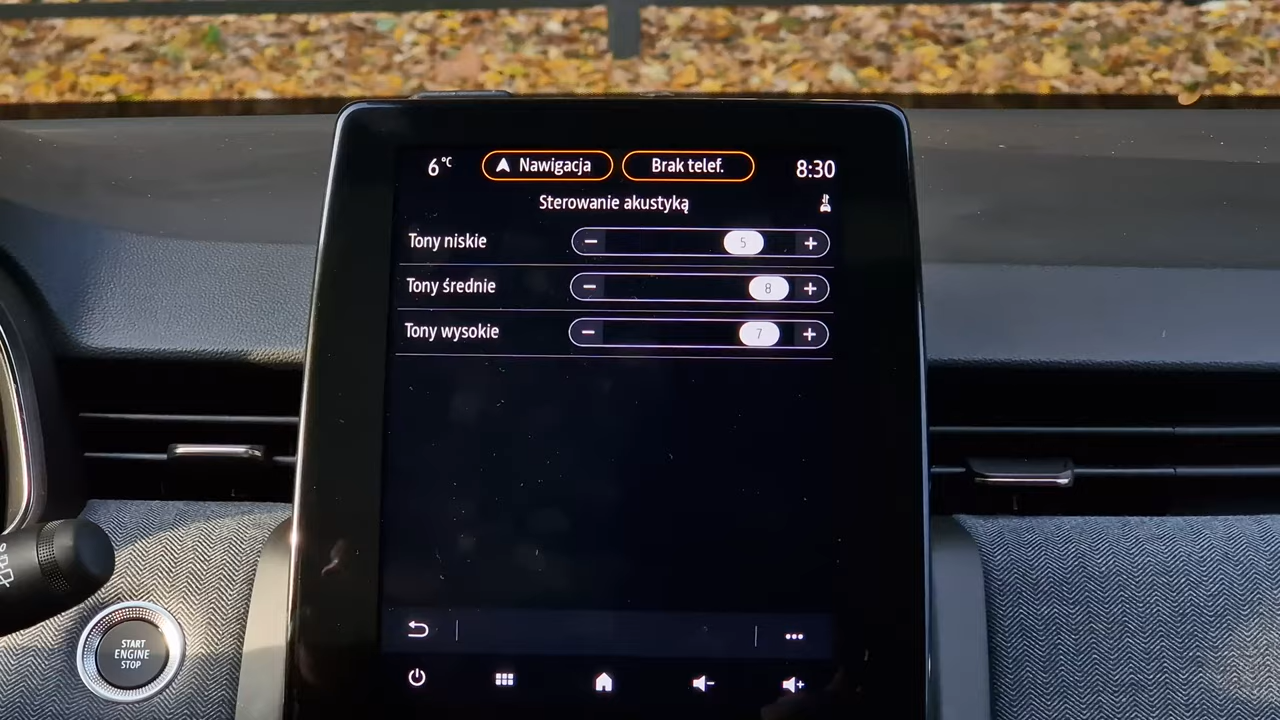 6°C Nawigacja Brak telef. 8:30
Sterowanie akustyką
Tony niskie − 5 +
Tony średnie − 8 +
Tony wysokie − 7 +
START
ENGINE
STOP